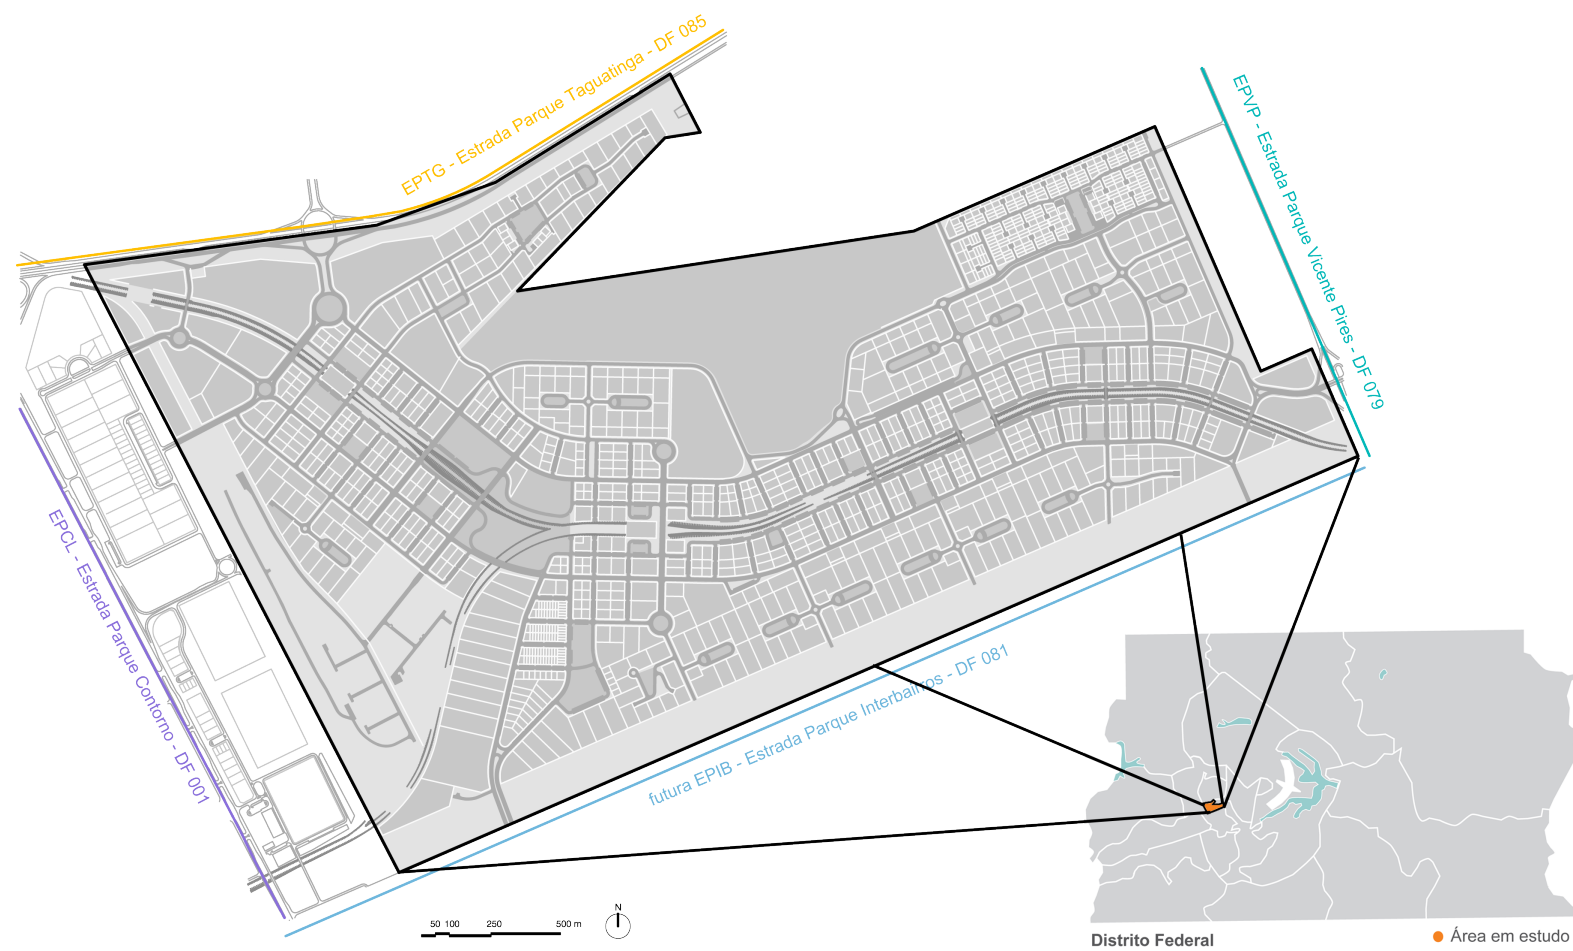 EPTG - Estrada Parque Taguatinga - DF 085
EPVP - Estrada Parque Vicente Pires - DF 079
EPCL - Estrada Parque Contorno - DF 001
futura EPIB - Estrada Parque Interbairros - DF 081
50 100 250 500 m
N
Distrito Federal
Área em estudo